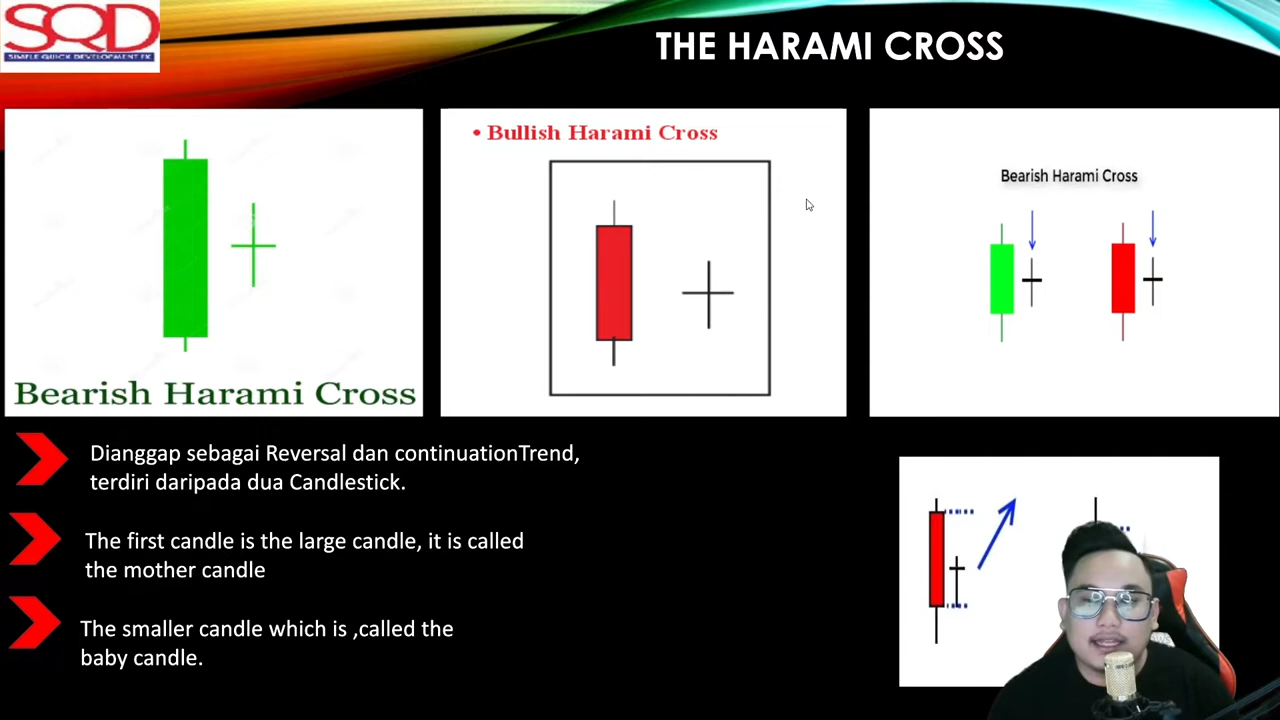 SQD
SIMPLE QUICK DEVELOPMENT FX
THE HARAMI CROSS
Bearish Harami Cross
• Bullish Harami Cross
Bearish Harami Cross
Dianggap sebagai Reversal dan continuationTrend,
terdiri daripada dua Candlestick.
The first candle is the large candle, it is called
the mother candle
The smaller candle which is ,called the
baby candle.